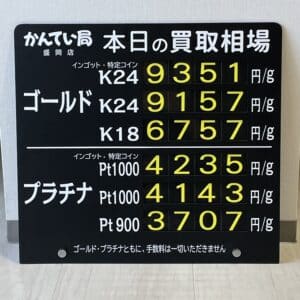 かんてい局
盛岡店
本日の買取相場
インゴット・特定コイン
K24 9351 円/g
ゴールド K24 9157 円/g
K18 6757 円/g
インゴット・特定コイン
Pt1000 4235 円/g
プラチナ Pt1000 4143 円/g
Pt900 3707 円/g
ゴールド・プラチナともに、手数料は一切いただきません